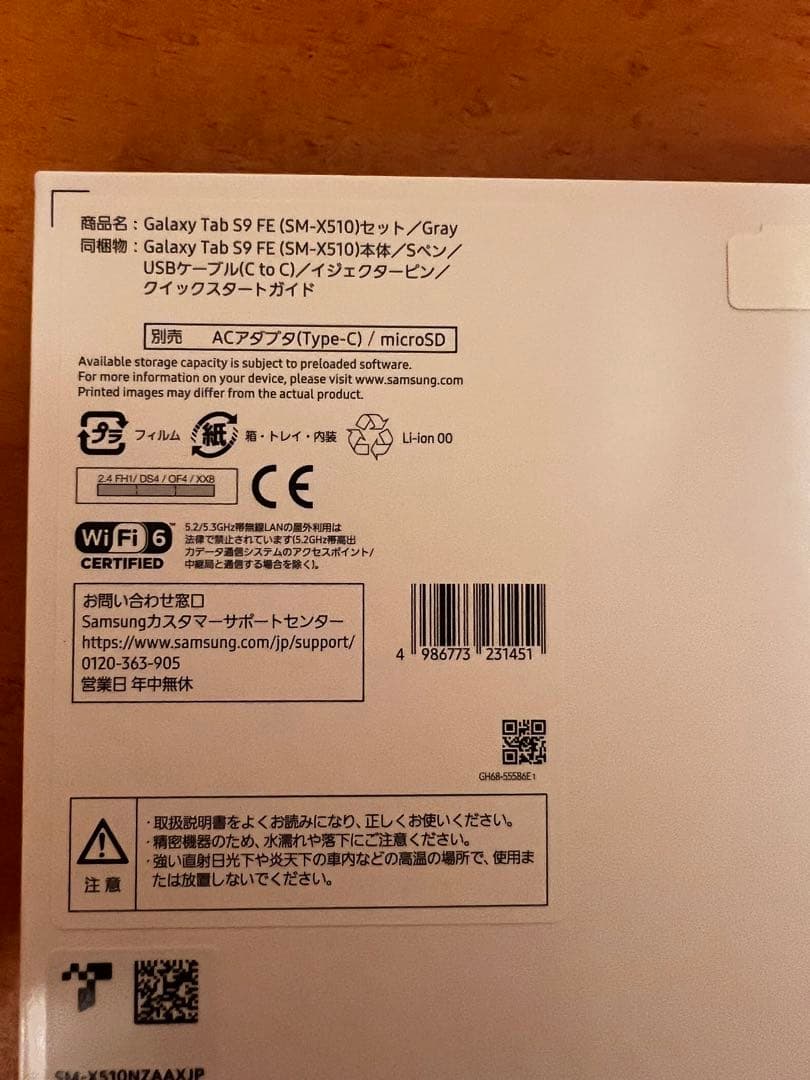 商品名：Galaxy Tab S9 FE (SM-X510)セット／Gray
同梱物：Galaxy Tab S9 FE (SM-X510)本体／Sペン／
USBケーブル(C to C)／イジェクターピン／
クイックスタートガイド
別売 ACアダプタ(Type-C) / microSD
Available storage capacity is subject to preloaded software.
For more information on your device, please visit www.samsung.com
Printed images may differ from the actual product.
プラ フィルム 紙 箱・トレイ・内装 Li-ion 00
2.4 FH1/ DS4 / OF4 / XX8
CE
Wi Fi 6 ™
CERTIFIED
5.2/5.3GHz帯無線LANの屋外利用は
法律で禁止されています(5.2GHz帯高出
力データ通信システムのアクセスポイント/
中継局と通信する場合を除く)。
お問い合わせ窓口
Samsungカスタマーサポートセンター
https://www.samsung.com/jp/support/
0120-363-905
営業日 年中無休
4 986773 231451
GH68-55586E1
注意
・取扱説明書をよくお読みになり、正しくお使いください。
・精密機器のため、水濡れや落下にご注意ください。
・強い直射日光下や炎天下の車内などの高温の場所で、使用ま
たは放置しないでください。
SM-X510NZAAXJP